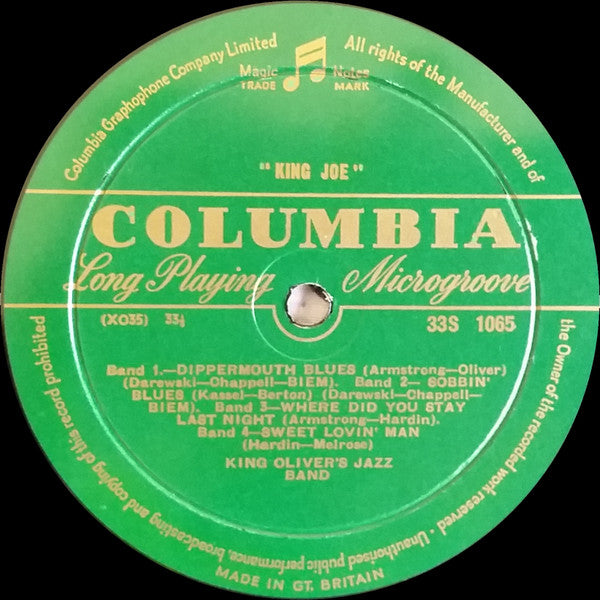 Columbia Graphophone Company Limited
All rights of the Manufacturer and of
the Owner of the recorded work reserved · Unauthorised public performance, broadcasting and copying of this record prohibited
Magic Notes
TRADE MARK
"KING JOE"
COLUMBIA
Long Playing Microgroove
(XO35) 33⅓ 33S 1065
Band 1.—DIPPERMOUTH BLUES (Armstrong—Oliver)
(Darewski—Chappell—BIEM). Band 2— SOBBIN'
BLUES (Kassel—Berton) (Darewski—Chappell—
BIEM). Band 3—WHERE DID YOU STAY
LAST NIGHT (Armstrong—Hardin).
Band 4—SWEET LOVIN' MAN
(Hardin—Melrose)
KING OLIVER'S JAZZ
BAND
MADE IN GT. BRITAIN